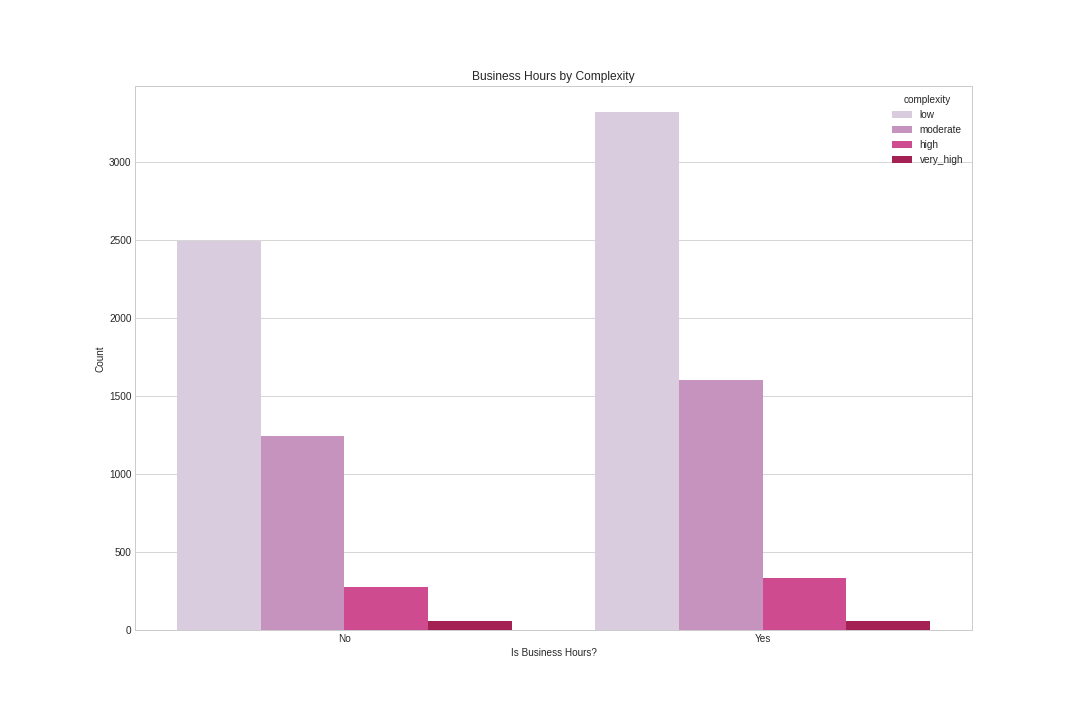 Business Hours by Complexity
complexity
low
moderate
high
very_high
3000
2500
2000
1500
1000
500
0
Count
No
Yes
Is Business Hours?